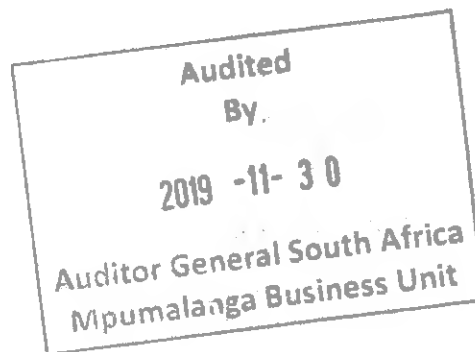 Audited
By.
2019 -11- 30
Auditor General South Africa
Mpumalanga Business Unit